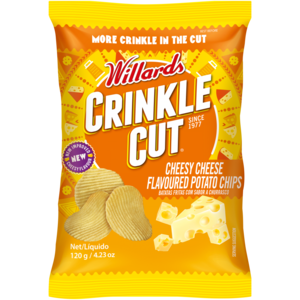 MORE CRINKLE IN THE CUT
Willards
CRINKLE
CUT
SINCE
1977
NEW
CHEESY CHEESE
FLAVOURED POTATO CHIPS
BATATAS FRITAS COM SABOR A CHURRASCO
Net/Líquido
120 g / 4.23 oz